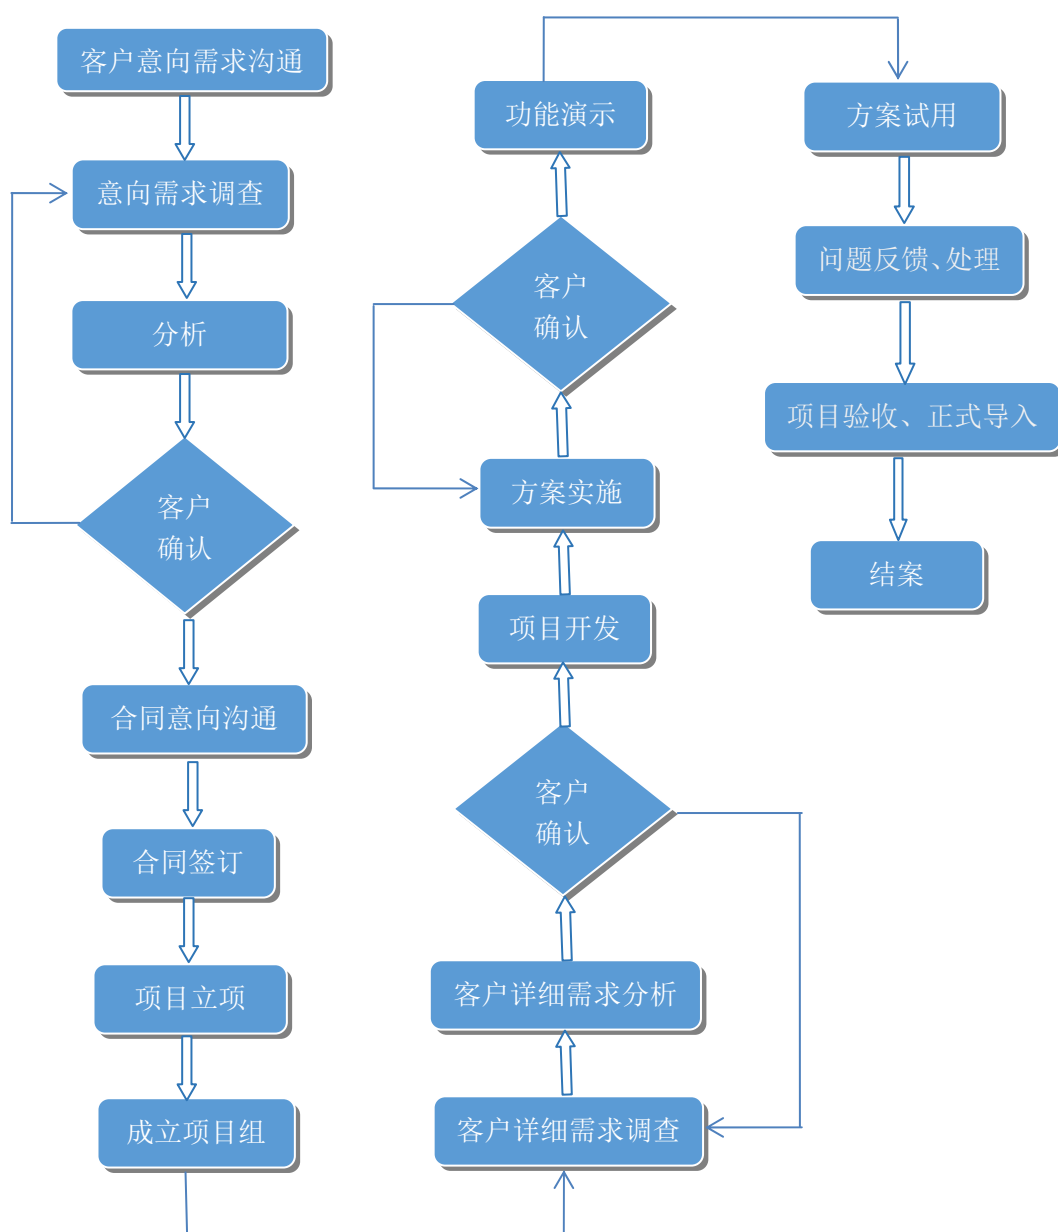 客户意向需求沟通
意向需求调查
分析
客户
确认
合同意向沟通
合同签订
项目立项
成立项目组
功能演示
客户
确认
方案实施
项目开发
客户
确认
客户详细需求分析
客户详细需求调查
方案试用
问题反馈、处理
项目验收、正式导入
结案